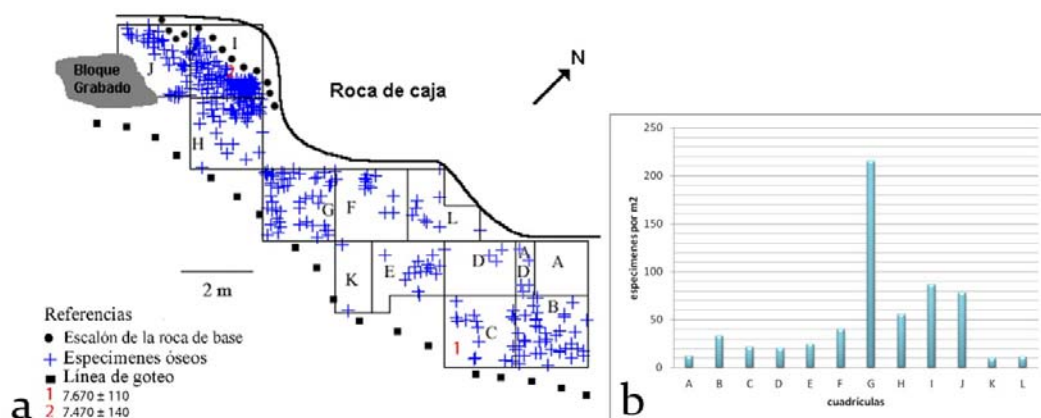 a
Bloque
Grabado
J
I
2
H
Roca de caja
N
G
F
L
K
E
D
A
D
A
B
C
1
2 m
Referencias
Escalón de la roca de base
Especimenes óseos
Línea de goteo
1 7.670 ± 110
2 7.470 ± 140
b
especimenes por m2
250
200
150
100
50
0
A B C D E F G H I J K L
cuadrículas